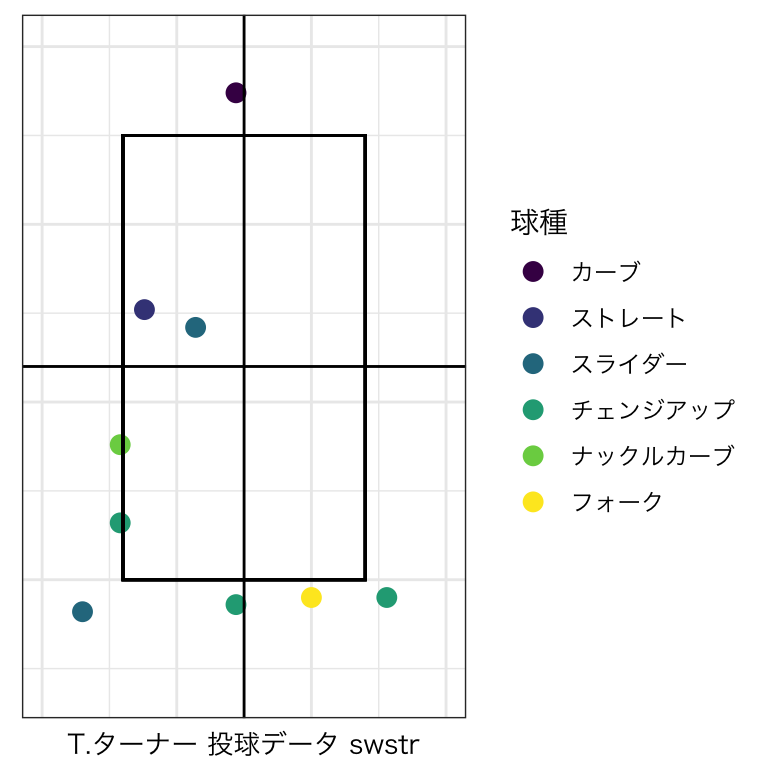 球種
カーブ
ストレート
スライダー
チェンジアップ
ナックルカーブ
フォーク
T.ターナー 投球データ swstr